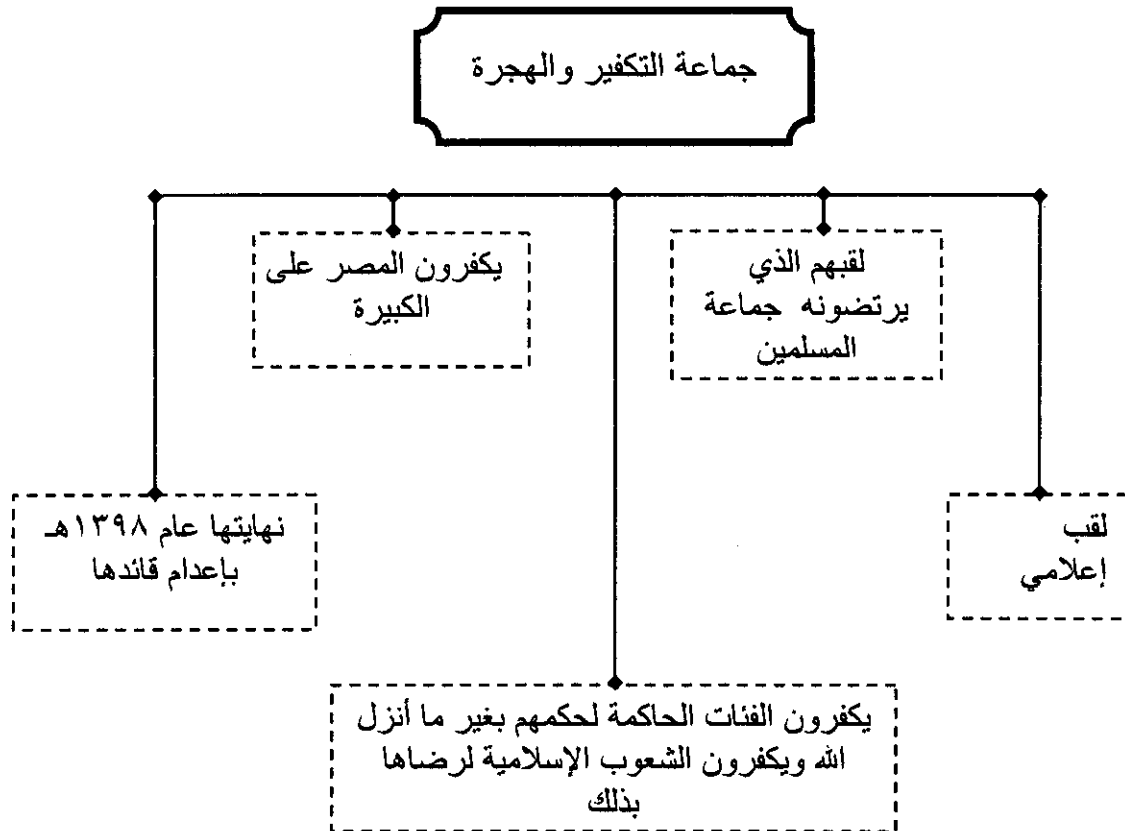 جماعة التكفير والهجرة
لقب
إعلامي
لقبهم الذي
يرتضونه جماعة
المسلمين
يكفرون الفئات الحاكمة لحكمهم بغير ما أنزل
الله ويكفرون الشعوب الإسلامية لرضاها
بذلك
يكفرون المصر على
الكبيرة
نهايتها عام ١٣٩٨هـ
بإعدام قائدها